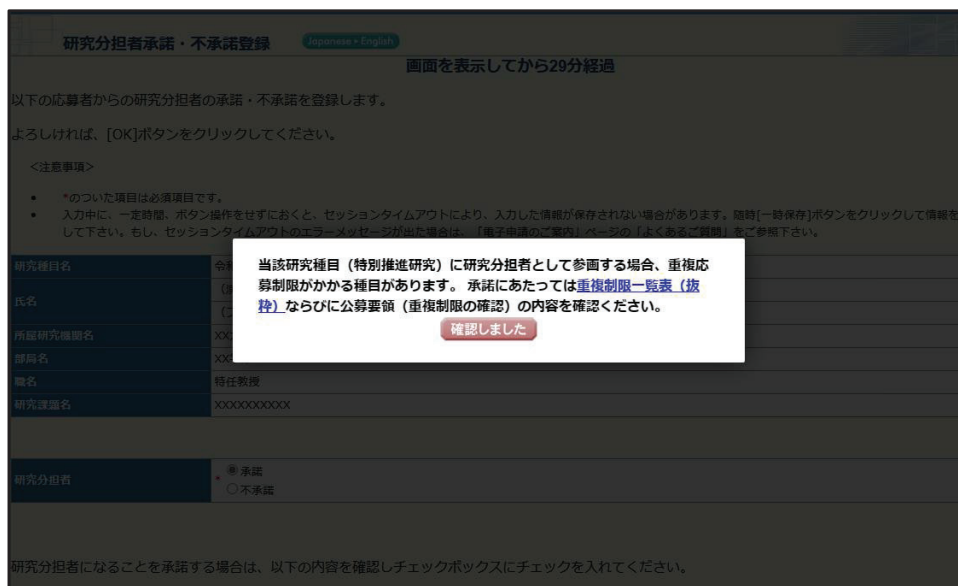 研究分担者承諾・不承諾登録
Japanese・English
画面を表示してから29分経過
以下の応募者からの研究分担者の承諾・不承諾を登録します。
よろしければ、[OK]ボタンをクリックしてください。
<注意事項>
• *のついた項目は必須項目です。
• 入力中に、一定時間、ボタン操作をせずにおくと、セッションタイムアウトにより、入力した情報が保存されない場合があります。随時[一時保存]ボタンをクリックして情報を
して下さい。もし、セッションタイムアウトのエラーメッセージが出た場合は、「電子申請のご案内」ページの「よくあるご質問」をご参照下さい。
当該研究種目（特別推進研究）に研究分担者として参画する場合、重複応
募制限がかかる種目があります。 承諾にあたっては重複制限一覧表（抜
粋）ならびに公募要領（重複制限の確認）の内容を確認ください。
確認しました
研究種目名
氏名
所属研究機関名 XX
部局名 XX
職名 特任教授
研究課題名 XXXXXXXXXX
研究分担者 * 承諾
不承諾
研究分担者になることを承諾する場合は、以下の内容を確認しチェックボックスにチェックを入れてください。